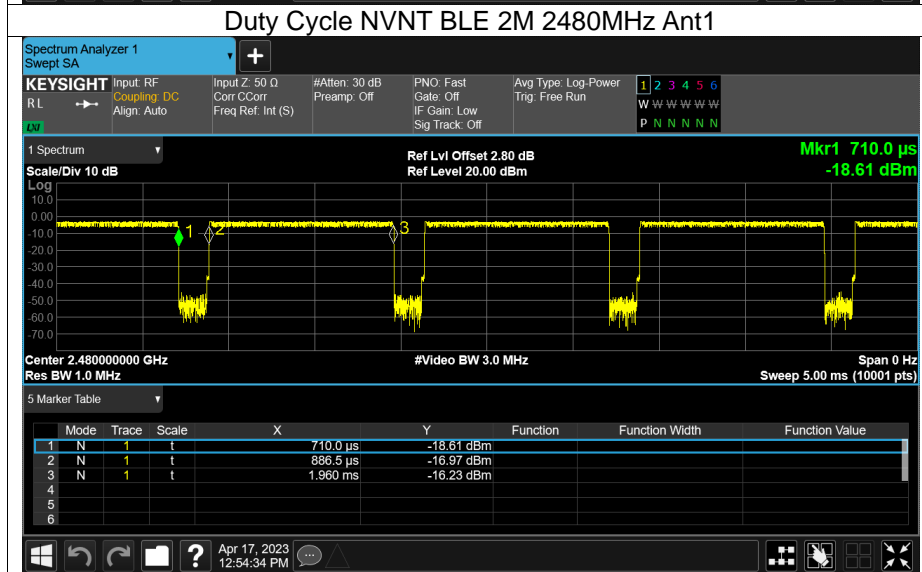 Duty Cycle NVNT BLE 2M 2480MHz Ant1
Spectrum Analyzer 1
Swept SA
+
KEYSIGHT Input: RF Input Z: 50 Ω #Atten: 30 dB PNO: Fast Avg Type: Log-Power 1 2 3 4 5 6
R L Coupling: DC Corr CCorr Preamp: Off Gate: Off Trig: Free Run W W W W W W
Align: Auto Freq Ref: Int (S) IF Gain: Low P N N N N N
LXI Sig Track: Off
1 Spectrum Ref Lvl Offset 2.80 dB Mkr1 710.0 µs
Scale/Div 10 dB Ref Level 20.00 dBm -18.61 dBm
Log
10.0
0.00
-10.0 1 2 3
-20.0
-30.0
-40.0
-50.0
-60.0
-70.0
Center 2.480000000 GHz #Video BW 3.0 MHz Span 0 Hz
Res BW 1.0 MHz Sweep 5.00 ms (10001 pts)
5 Marker Table
Mode Trace Scale X Y Function Function Width Function Value
1 N 1 t 710.0 µs -18.61 dBm
2 N 1 t 886.5 µs -16.97 dBm
3 N 1 t 1.960 ms -16.23 dBm
4
5
6
? Apr 17, 2023
12:54:34 PM